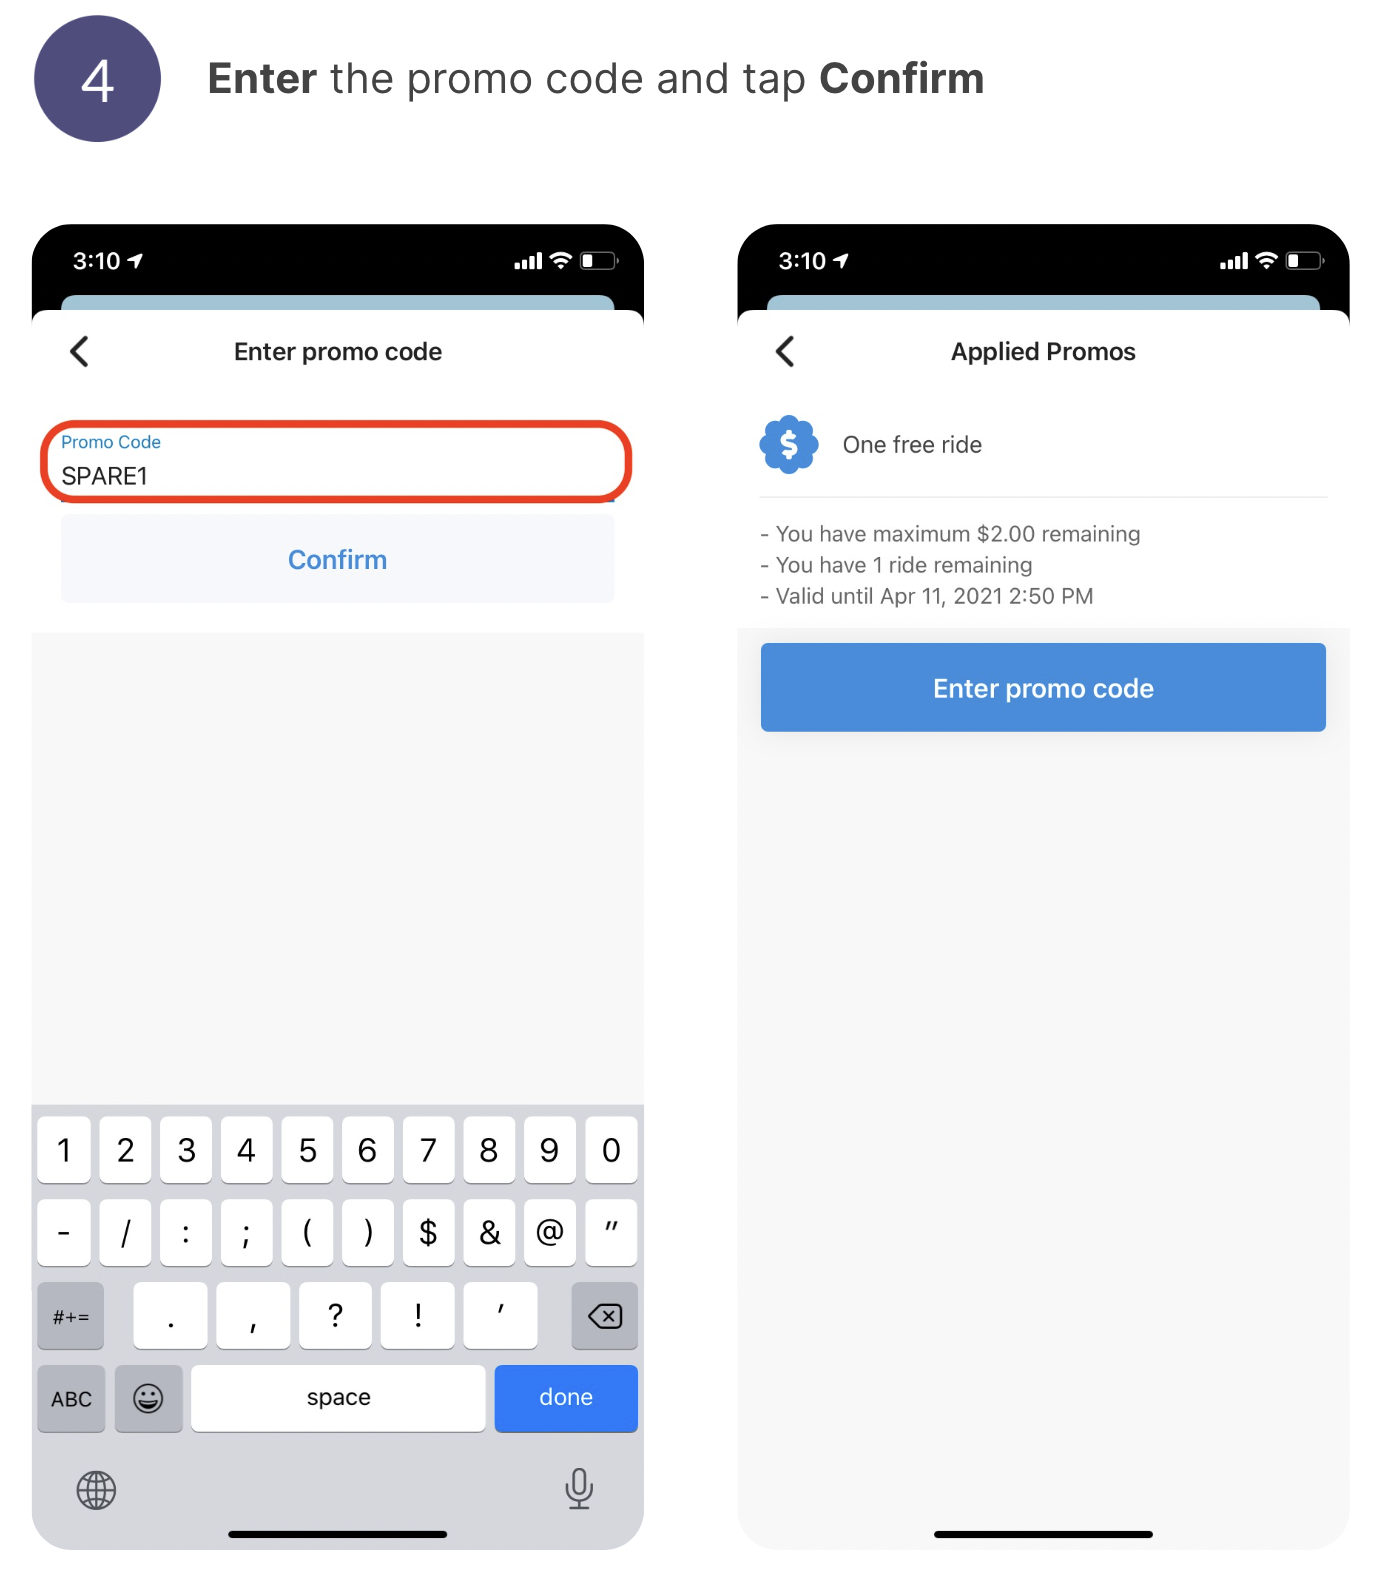 4
Enter the promo code and tap Confirm
3:10
Enter promo code
Promo Code
SPARE1
Confirm
1 2 3 4 5 6 7 8 9 0
- / : ; ( ) $ & @ "
#+= . , ? ! '
ABC space done
3:10
Applied Promos
$ One free ride
- You have maximum $2.00 remaining
- You have 1 ride remaining
- Valid until Apr 11, 2021 2:50 PM
Enter promo code